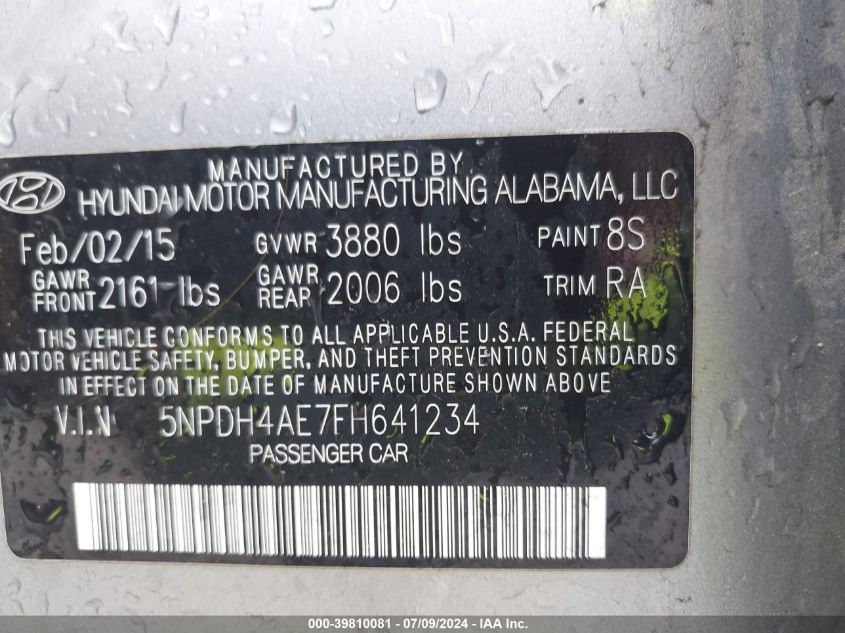 MANUFACTURED BY
HYUNDAI MOTOR MANUFACTURING ALABAMA, LLC
Feb/02/15 GVWR 3880 lbs PAINT 8S
GAWR FRONT 2161 lbs GAWR REAR 2006 lbs TRIM RA
THIS VEHICLE CONFORMS TO ALL APPLICABLE U.S.A. FEDERAL
MOTOR VEHICLE SAFETY, BUMPER, AND THEFT PREVENTION STANDARDS
IN EFFECT ON THE DATE OF MANUFACTURE SHOWN ABOVE
V.I.N 5NPDH4AE7FH641234
PASSENGER CAR
000-39810081 - 07/09/2024 - IAA Inc.